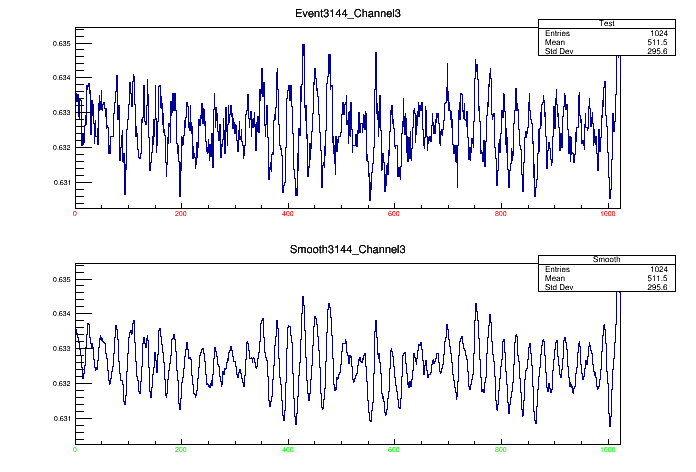 Event3144_Channel3
Test
Entries 1024
Mean 511.5
Std Dev 295.6
0.635
0.634
0.633
0.632
0.631
0 200 400 600 800 1000
Smooth3144_Channel3
Smooth
Entries 1024
Mean 511.5
Std Dev 295.6
0.635
0.634
0.633
0.632
0.631
0 200 400 600 800 1000